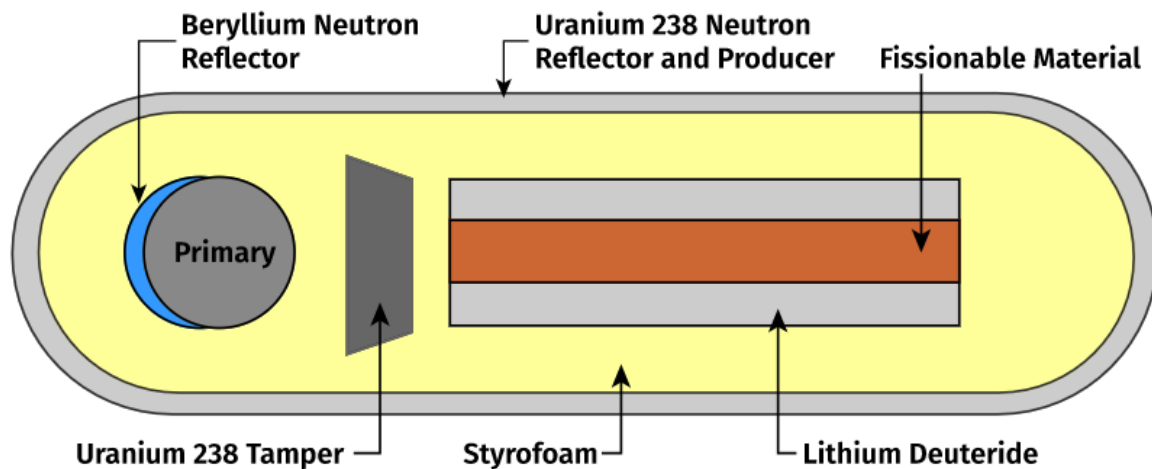 Beryllium Neutron
Reflector
Uranium 238 Neutron
Reflector and Producer
Fissionable Material
Primary
Uranium 238 Tamper
Styrofoam
Lithium Deuteride